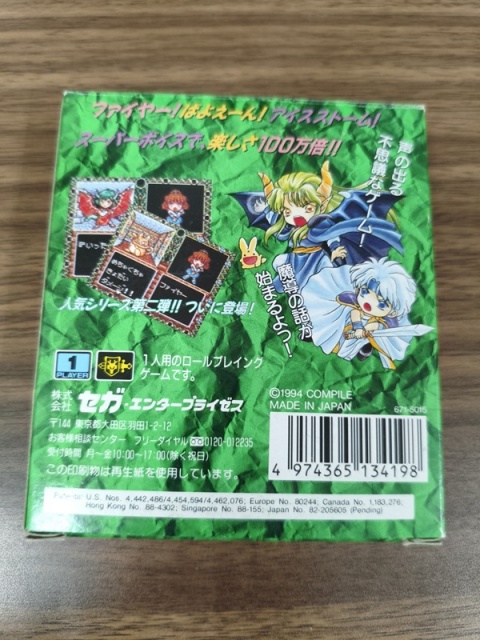 ファイヤー！ばよえ〜ん！アイスストーム！
スーパーボイスで、楽しさ100万倍!!
声の出る
不思議なゲーム！
魔導の話が
始まるよう！
人気シリーズ第二弾!! ついに登場！
1
PLAYER
1人用のロールプレイング
ゲームです。
株式
会社 セガ・エンタープライゼス
〒144 東京都大田区羽田1-2-12
お客様相談センター フリーダイヤル 0120-012235
受付時間 月〜金10:00〜17:00(除く祝日)
この印刷物は再生紙を使用しています。
©1994 COMPILE
MADE IN JAPAN
671-5015
4 974365 134198
Patents: U.S. Nos. 4,442,486/4,454,594/4,462,076; Europe No. 80244; Canada No. 1,183,276;
Hong Kong No. 88-4302; Singapore No. 88-155; Japan No. 82-205605 (Pending)